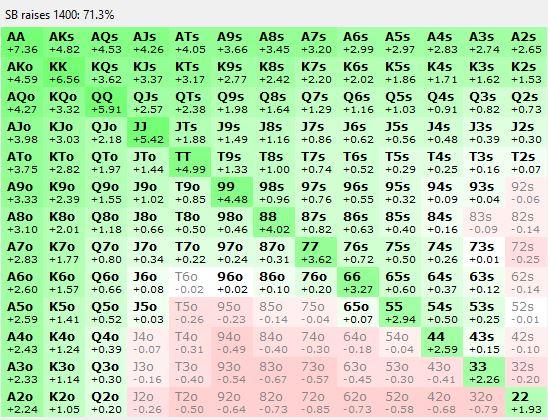 SB raises 1400: 71.3%
AA AKs AQs AJs ATs A9s A8s A7s A6s A5s A4s A3s A2s
+7.36 +4.82 +4.53 +4.26 +4.05 +3.66 +3.45 +3.20 +2.99 +2.97 +2.83 +2.74 +2.65
AKo KK KQs KJs KTs K9s K8s K7s K6s K5s K4s K3s K2s
+4.59 +6.56 +3.62 +3.37 +3.17 +2.77 +2.42 +2.20 +2.02 +1.86 +1.71 +1.62 +1.53
AQo KQo QQ QJs QTs Q9s Q8s Q7s Q6s Q5s Q4s Q3s Q2s
+4.27 +3.32 +5.91 +2.57 +2.38 +1.98 +1.64 +1.29 +1.16 +1.03 +0.91 +0.82 +0.73
AJo KJo QJo JJ JTs J9s J8s J7s J6s J5s J4s J3s J2s
+3.98 +3.03 +2.18 +5.42 +1.88 +1.49 +1.16 +0.86 +0.62 +0.56 +0.48 +0.39 +0.30
ATo KTo QTo JTo TT T9s T8s T7s T6s T5s T4s T3s T2s
+3.75 +2.82 +1.97 +1.44 +4.99 +1.33 +1.00 +0.74 +0.52 +0.29 +0.25 +0.16 +0.07
A9o K9o Q9o J9o T9o 99 98s 97s 96s 95s 94s 93s 92s
+3.33 +2.39 +1.55 +1.02 +0.85 +4.48 +0.96 +0.76 +0.55 +0.32 +0.09 +0.04 -0.06
A8o K8o Q8o J8o T8o 98o 88 87s 86s 85s 84s 83s 82s
+3.10 +2.01 +1.18 +0.66 +0.50 +0.46 +4.02 +0.82 +0.63 +0.40 +0.16 -0.09 -0.14
A7o K7o Q7o J7o T7o 97o 87o 77 76s 75s 74s 73s 72s
+2.83 +1.77 +0.80 +0.34 +0.22 +0.24 +0.31 +3.62 +0.72 +0.50 +0.26 +0.01 -0.25
A6o K6o Q6o J6o T6o 96o 86o 76o 66 65s 64s 63s 62s
+2.60 +1.57 +0.66 +0.08 -0.02 +0.02 +0.10 +0.20 +3.27 +0.60 +0.37 +0.12 -0.14
A5o K5o Q5o J5o T5o 95o 85o 75o 65o 55 54s 53s 52s
+2.59 +1.41 +0.52 +0.03 -0.26 -0.23 -0.14 -0.04 +0.07 +2.94 +0.50 +0.25 -0.01
A4o K4o Q4o J4o T4o 94o 84o 74o 64o 54o 44 43s 42s
+2.43 +1.24 +0.39 -0.07 -0.31 -0.49 -0.40 -0.30 -0.18 -0.04 +2.59 +0.15 -0.10
A3o K3o Q3o J3o T3o 93o 83o 73o 63o 53o 43o 33 32s
+2.33 +1.14 +0.30 -0.16 -0.40 -0.54 -0.67 -0.57 -0.45 -0.30 -0.41 +2.26 -0.20
A2o K2o Q2o J2o T2o 92o 82o 72o 62o 52o 42o 32o 22
+2.24 +1.05 +0.20 -0.26 -0.50 -0.64 -0.73 -0.85 -0.73 -0.58 -0.68 -0.79 +1.93